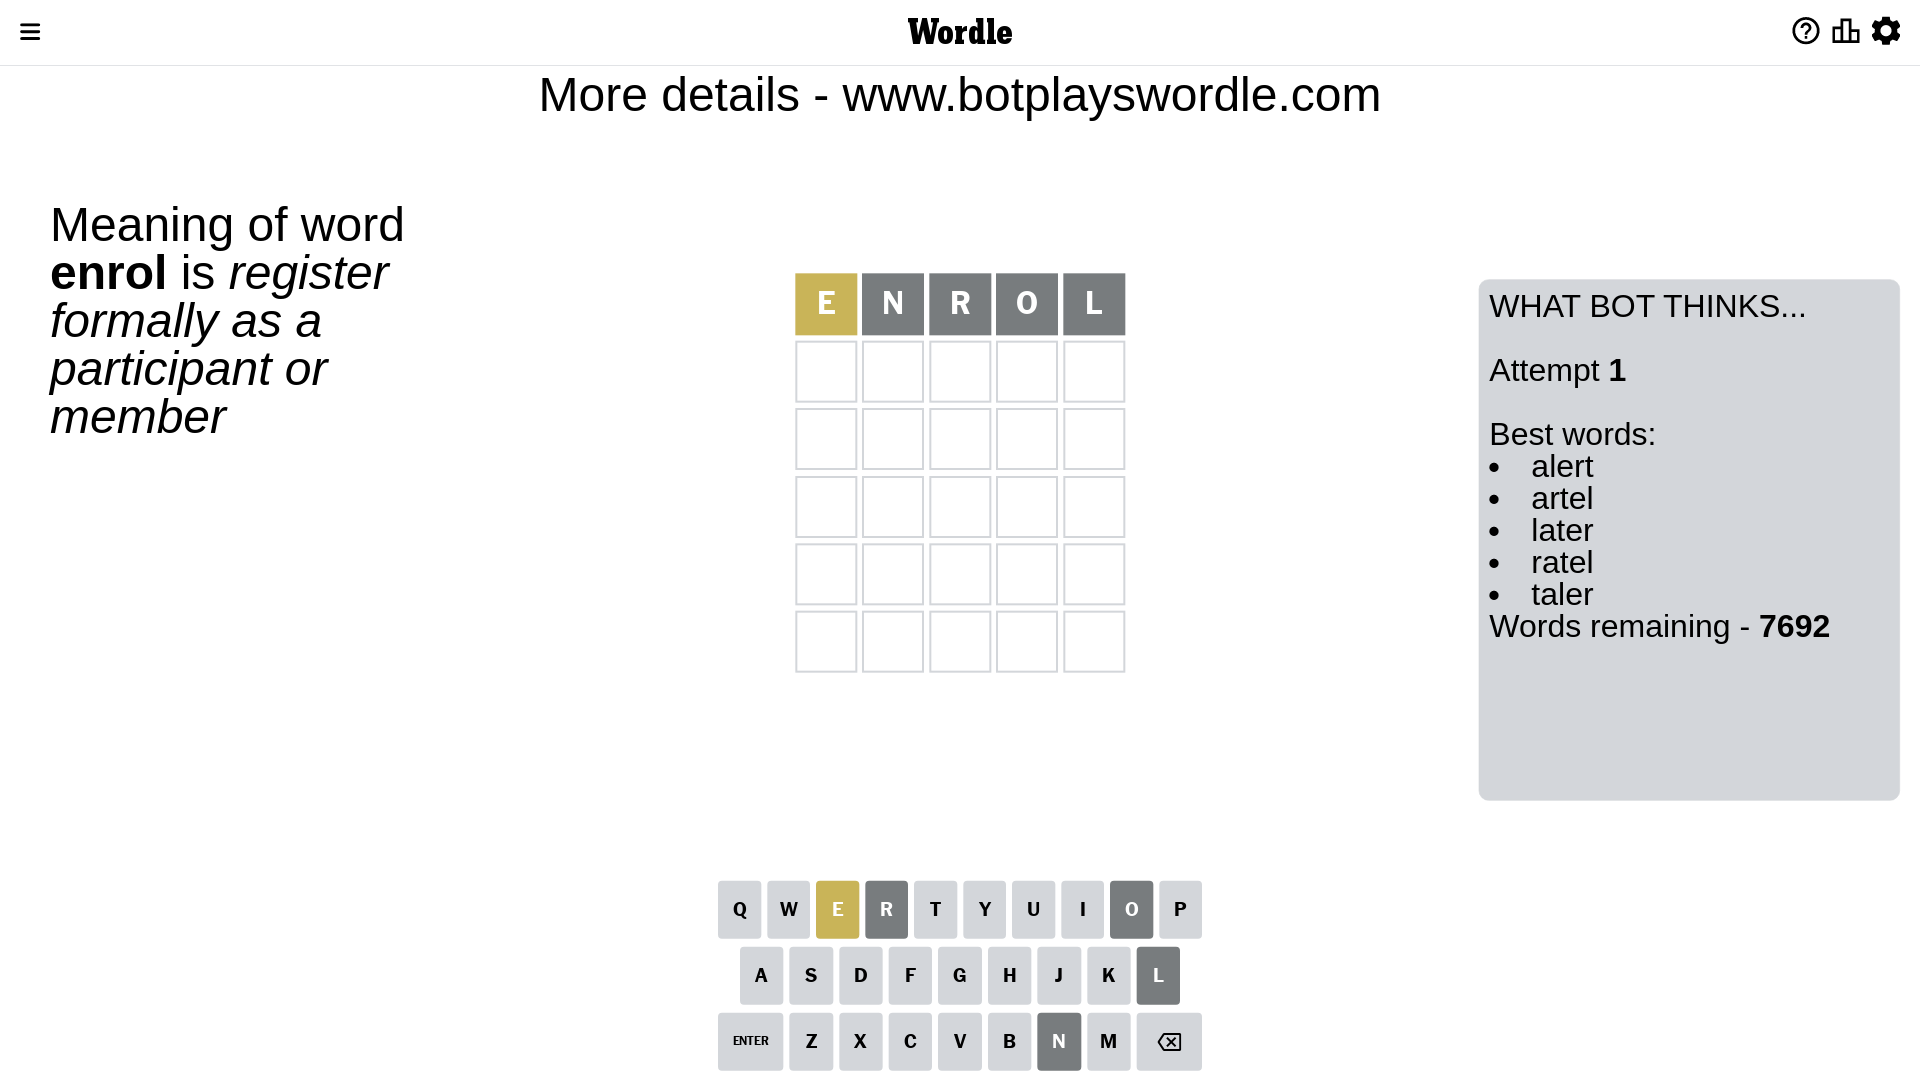 Wordle
More details - www.botplayswordle.com
Meaning of word
enrol is register
formally as a
participant or
member
E N R O L
WHAT BOT THINKS...
Attempt 1
Best words:
• alert
• artel
• later
• ratel
• taler
Words remaining - 7692
Q W E R T Y U I O P
A S D F G H J K L
ENTER Z X C V B N M